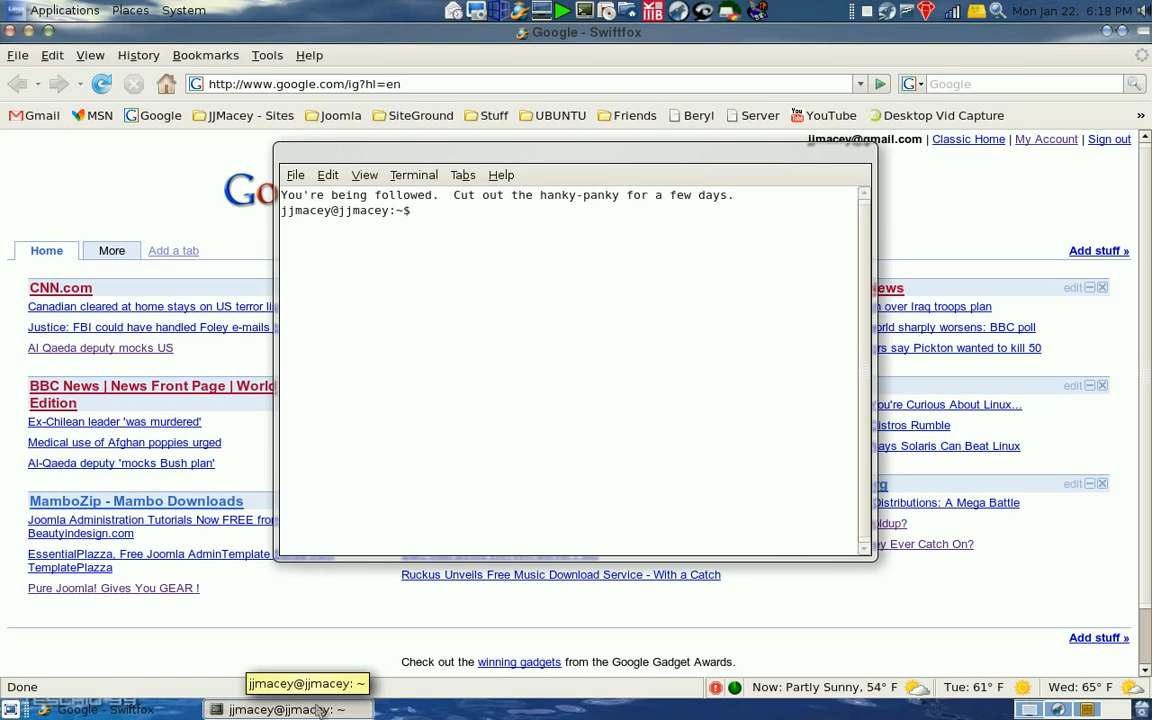 Applications Places System
Mon Jan 22, 6:18 PM
Google - Swiftfox
File Edit View History Bookmarks Tools Help
http://www.google.com/ig?hl=en
Google
Gmail MSN Google JJMacey - Sites Joomla SiteGround Stuff UBUNTU Friends Beryl Server YouTube Desktop Vid Capture »
jjmacey@gmail.com | Classic Home | My Account | Sign out
File Edit View Terminal Tabs Help
You're being followed.  Cut out the hanky-panky for a few days.
jjmacey@jjmacey:~$
Go
Home More Add a tab
Add stuff »
CNN.com
Canadian cleared at home stays on US terror
Justice: FBI could have handled Foley e-mails
Al Qaeda deputy mocks US
BBC News | News Front Page | World
Edition
Ex-Chilean leader 'was murdered'
Medical use of Afghan poppies urged
Al-Qaeda deputy 'mocks Bush plan'
MamboZip - Mambo Downloads
Joomla Administration Tutorials Now FREE
Beautyindesign.com
EssentialPlazza, Free Joomla AdminTemplate
TemplatePlazza
Pure Joomla! Gives You GEAR !
News
edit
over Iraq troops plan
sharply worsens: BBC poll
say Pickton wanted to kill 50
edit
You're Curious About Linux...
Distros Rumble
Solaris Can Beat Linux
edit
Distributions: A Mega Battle
Ever Catch On?
Ruckus Unveils Free Music Download Service - With a Catch
Add stuff »
Check out the winning gadgets from the Google Gadget Awards.
jjmacey@jjmacey: ~
Done
Now: Partly Sunny, 54° F Tue: 61° F Wed: 65° F
Google - Swiftfox
jjmacey@jjmacey: ~